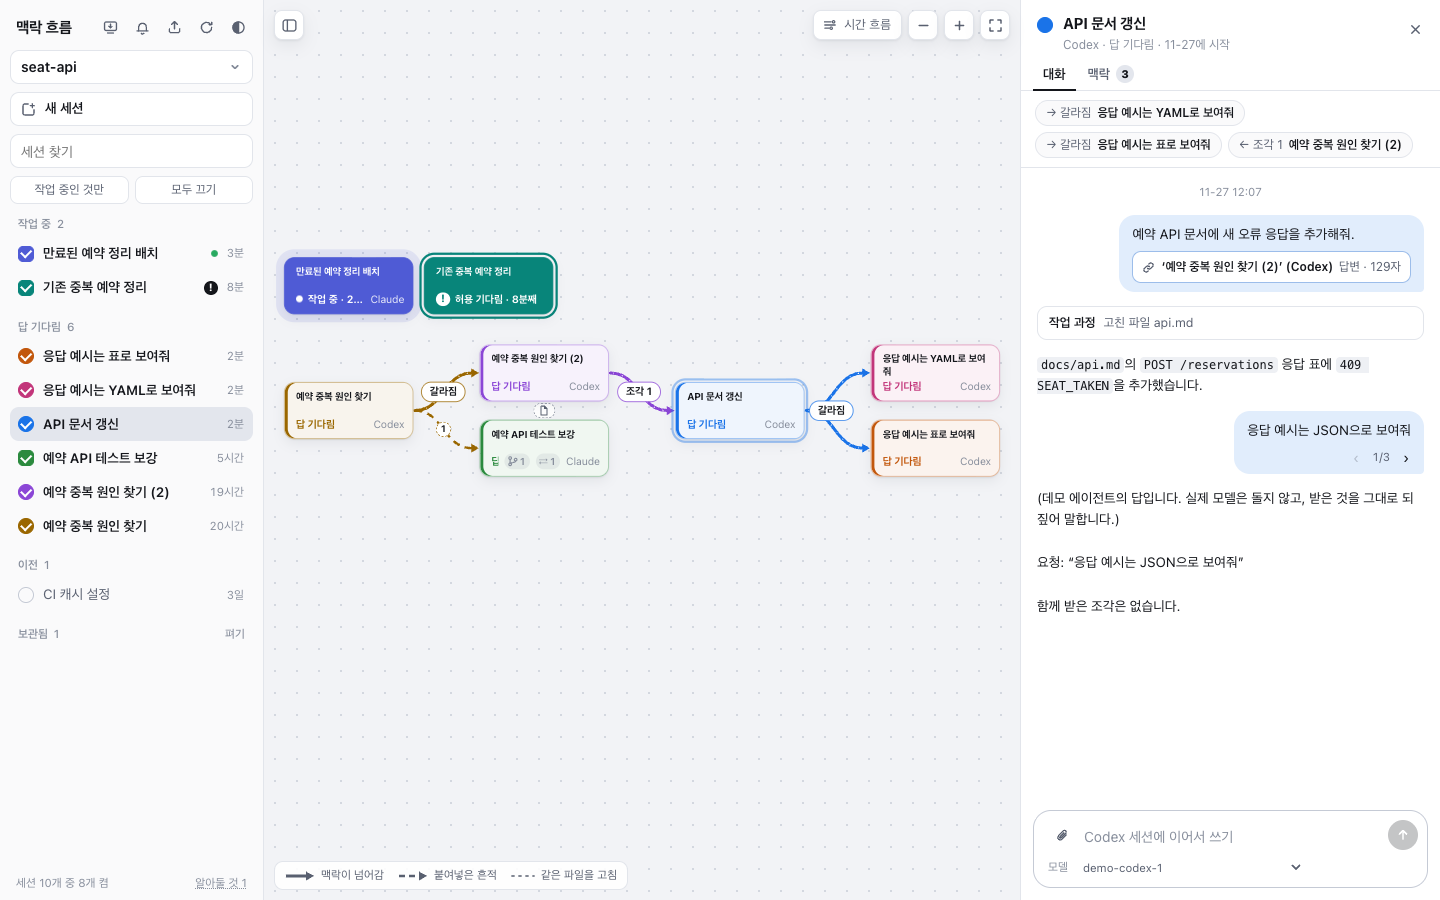 맥락 흐름
seat-api
새 세션
세션 찾기
작업 중인 것만
모두 끄기
작업 중 2
만료된 예약 정리 배치 3분
기존 중복 예약 정리 8분
답 기다림 6
응답 예시는 표로 보여줘 2분
응답 예시는 YAML로 보여줘 2분
API 문서 갱신 2분
예약 API 테스트 보강 5시간
예약 중복 원인 찾기 (2) 19시간
예약 중복 원인 찾기 20시간
이전 1
CI 캐시 설정 3일
보관됨 1 펴기
세션 10개 중 8개 켬 알아둘 것 1
시간 흐름
만료된 예약 정리 배치
작업 중 · 2... Claude
기존 중복 예약 정리
허용 기다림 · 8분째
예약 중복 원인 찾기
답 기다림 Codex
갈라짐
1
예약 중복 원인 찾기 (2)
답 기다림 Codex
예약 API 테스트 보강
1 1 Claude
조각 1
API 문서 갱신
답 기다림 Codex
갈라짐
응답 예시는 YAML로 보여
줘
답 기다림 Codex
응답 예시는 표로 보여줘
답 기다림 Codex
맥락이 넘어감 붙여넣은 흔적 같은 파일을 고침
API 문서 갱신
Codex · 답 기다림 · 11-27에 시작
대화 맥락 3
→ 갈라짐 응답 예시는 YAML로 보여줘
→ 갈라짐 응답 예시는 표로 보여줘 ← 조각 1 예약 중복 원인 찾기 (2)
11-27 12:07
예약 API 문서에 새 오류 응답을 추가해줘.
‘예약 중복 원인 찾기 (2)’ (Codex) 답변 · 129자
작업 과정 고친 파일 api.md
docs/api.md 의 POST /reservations 응답 표에 409
SEAT_TAKEN 을 추가했습니다.
응답 예시는 JSON으로 보여줘
‹ 1/3 ›
(데모 에이전트의 답입니다. 실제 모델은 돌지 않고, 받은 것을 그대로 되
짚어 말합니다.)
요청: “응답 예시는 JSON으로 보여줘”
함께 받은 조각은 없습니다.
Codex 세션에 이어서 쓰기
모델 demo-codex-1